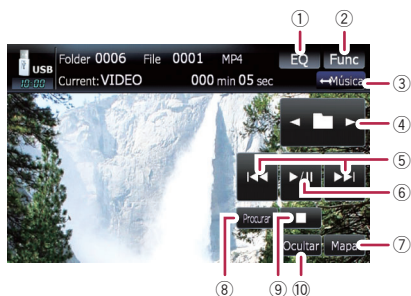 ① ②
USB Folder 0006 File 0001 MP4 EQ Func
10:00 Current: VIDEO 000 min 05 sec Música ③
④
⑤
⑥
Procurar
Ocultar Mapa ⑦
⑧ ⑨ ⑩